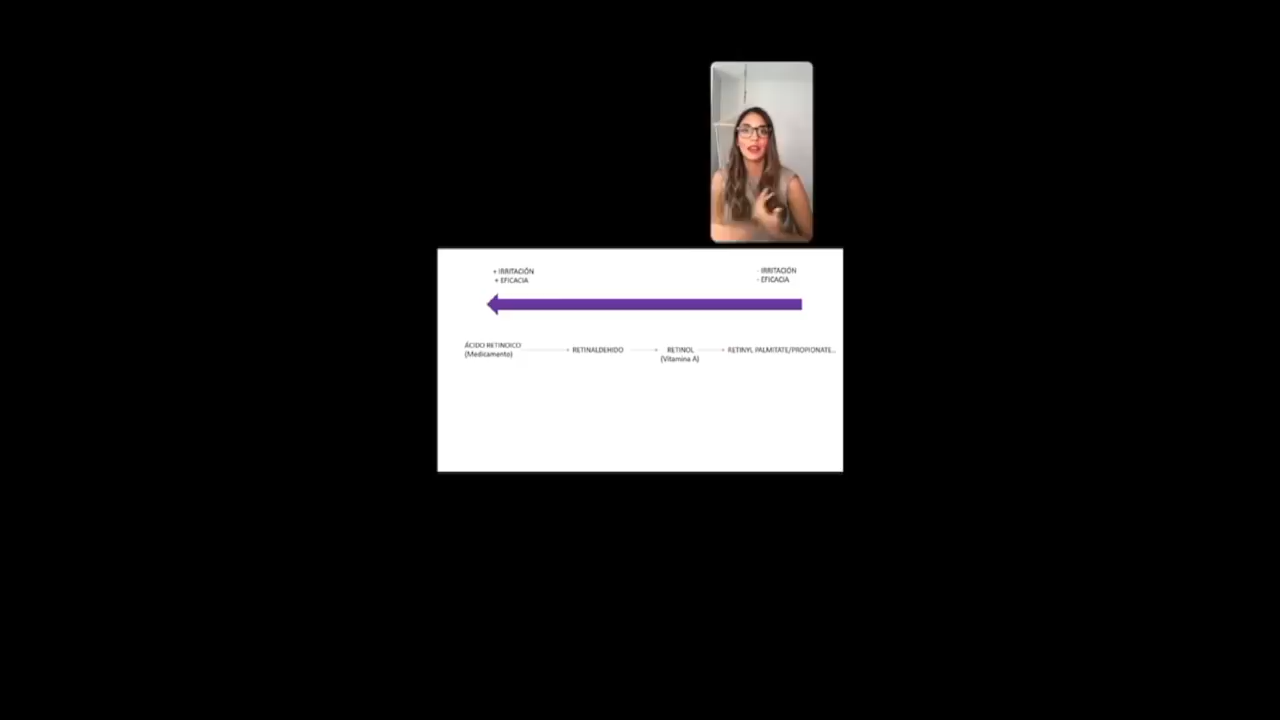 + IRRITACIÓN
+ EFICACIA
- IRRITACIÓN
- EFICACIA
ÁCIDO RETINOICO
(Medicamento)
RETINALDEHIDO
RETINOL
(Vitamina A)
RETINYL PALMITATE/PROPIONATE...